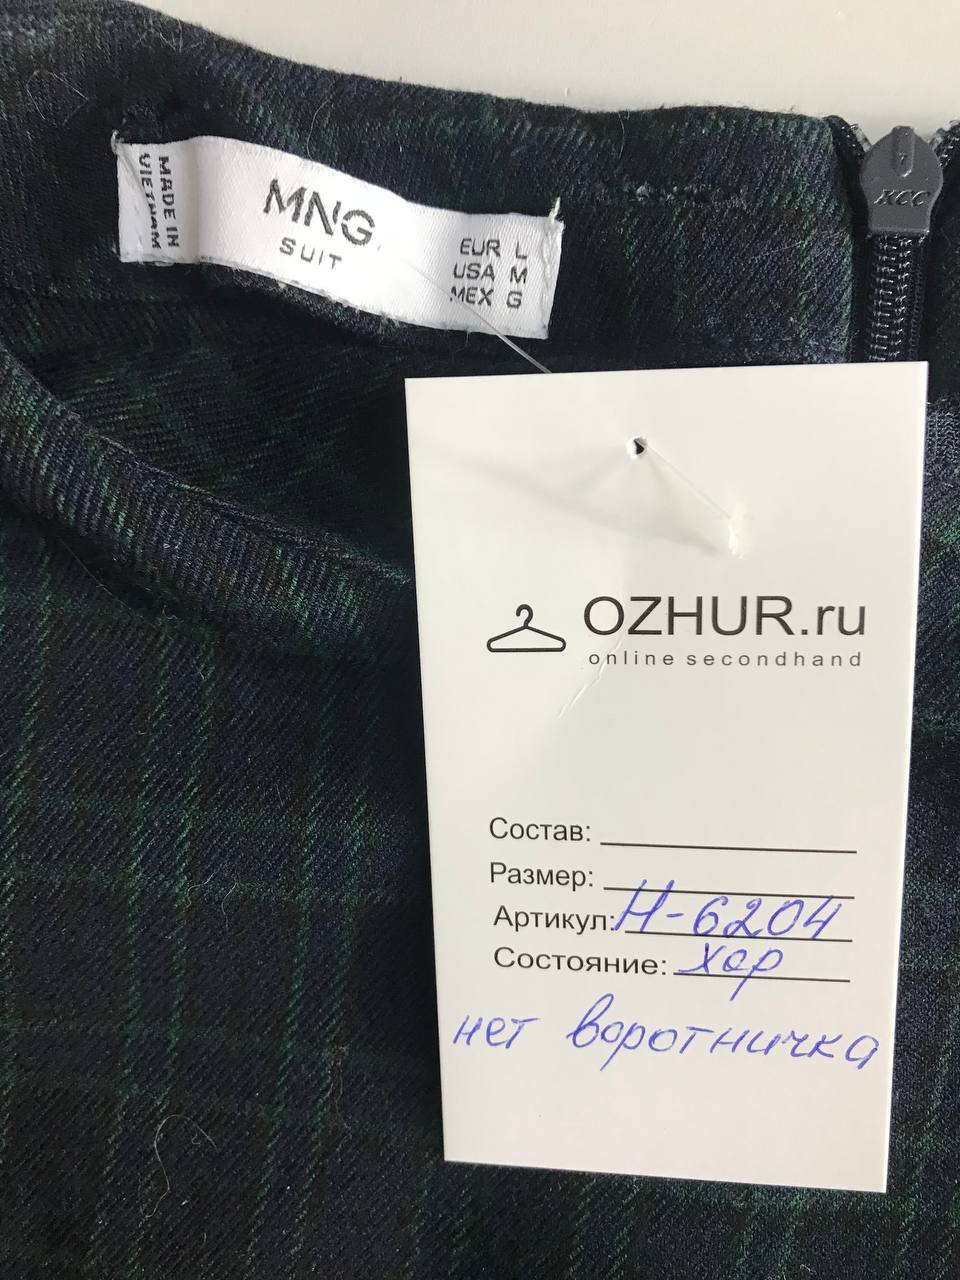 MADE IN
VIETNAM
MNG
SUIT
EUR L
USA M
MEX G
KCC
OZHUR.ru
online secondhand
Состав:
Размер:
Артикул: Н-6204
Состояние: хор
нет воротничка